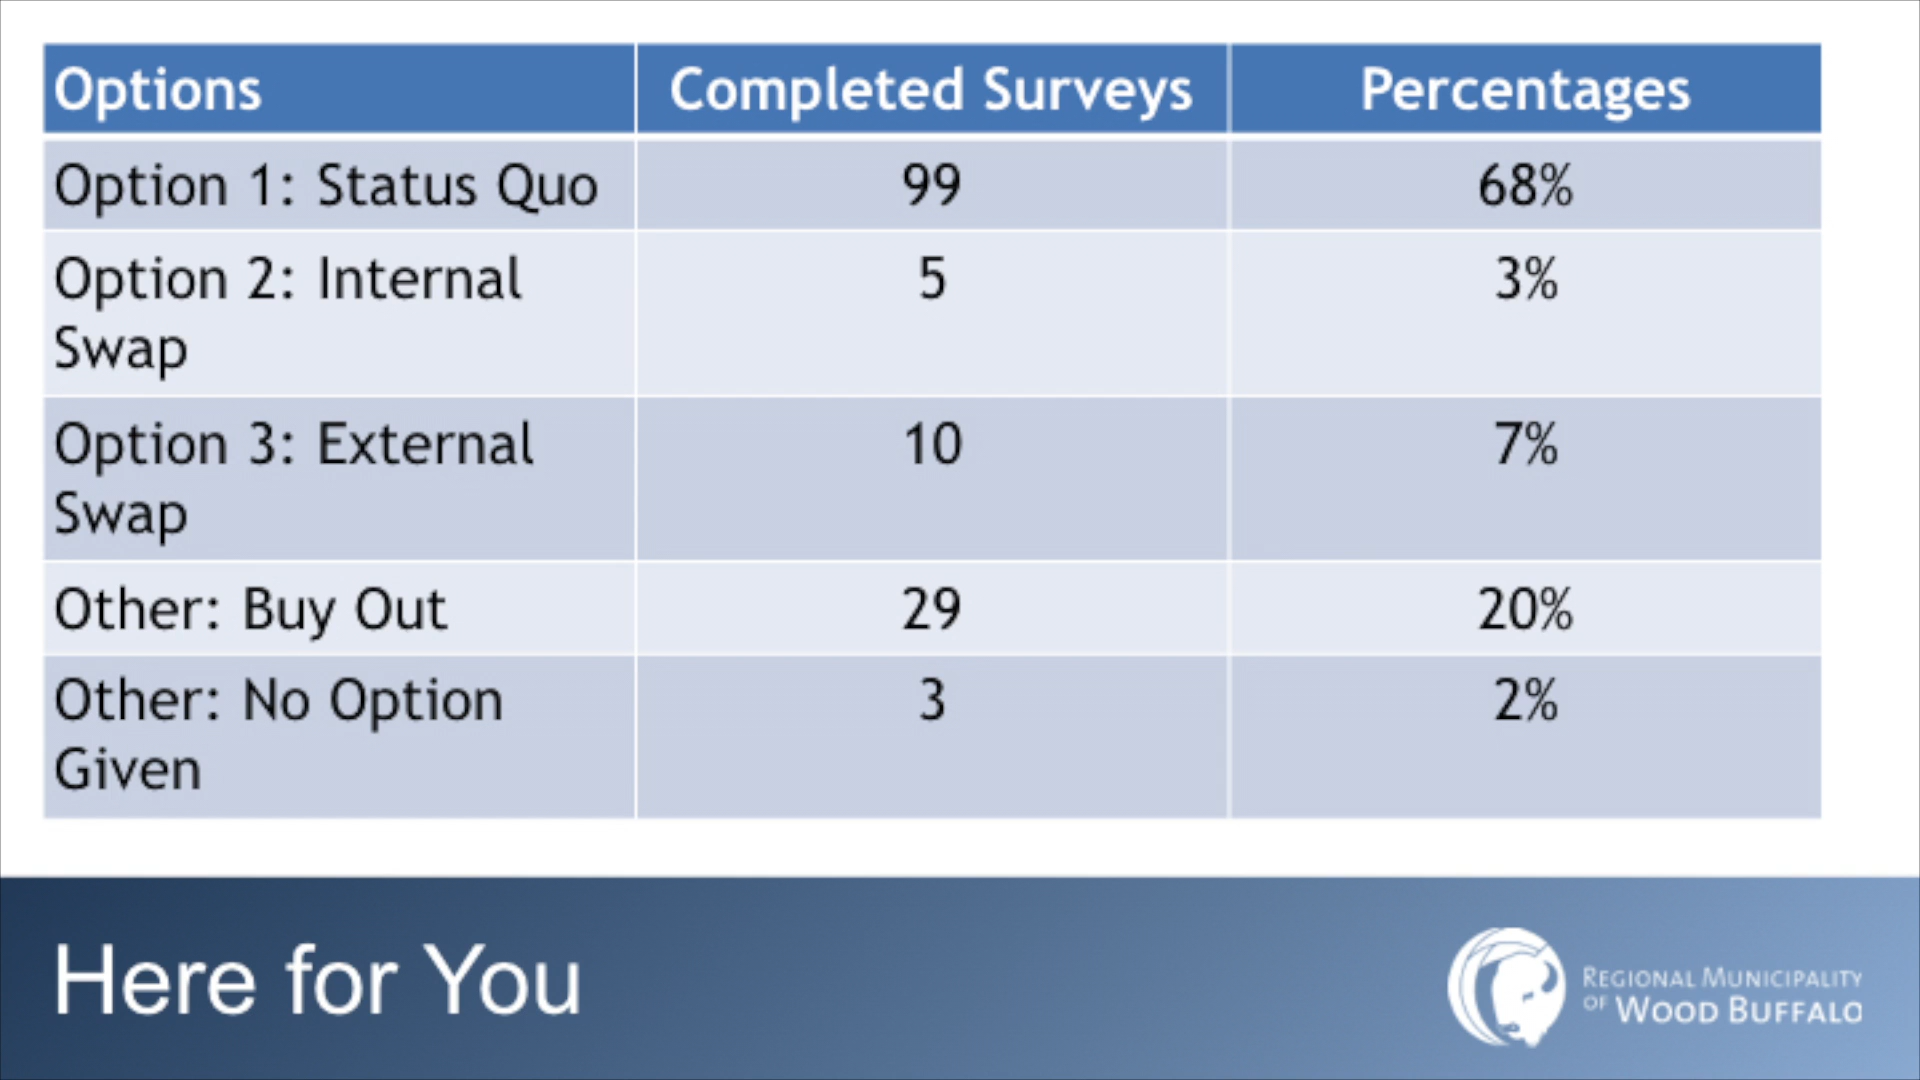 Options Completed Surveys Percentages
Option 1: Status Quo 99 68%
Option 2: Internal 5 3%
Swap
Option 3: External 10 7%
Swap
Other: Buy Out 29 20%
Other: No Option 3 2%
Given
Here for You
REGIONAL MUNICIPALITY
OF WOOD BUFFALO